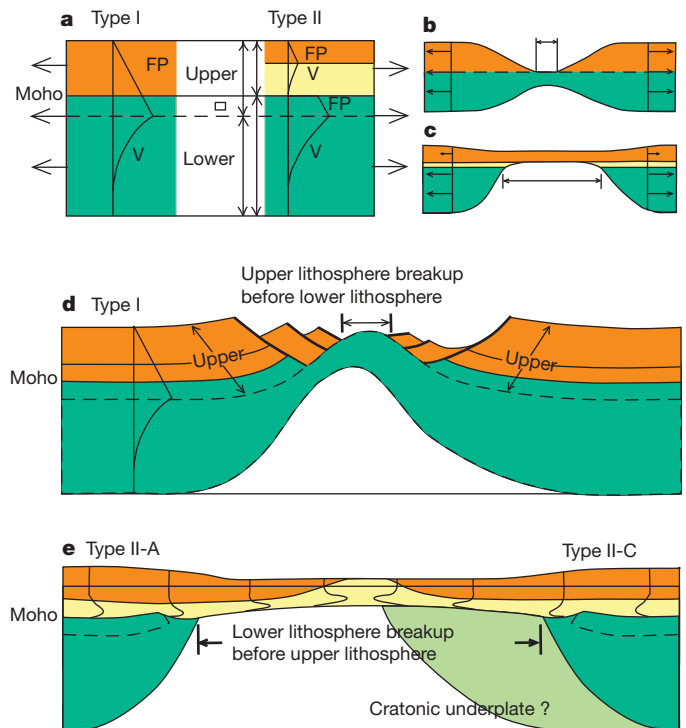 a Type I Type II
b
FP FP
Upper V
Moho
FP
V Lower V
c
Upper lithosphere breakup
before lower lithosphere
d Type I
Upper Upper
Moho
e Type II-A Type II-C
Moho
Lower lithosphere breakup
before upper lithosphere
Cratonic underplate ?